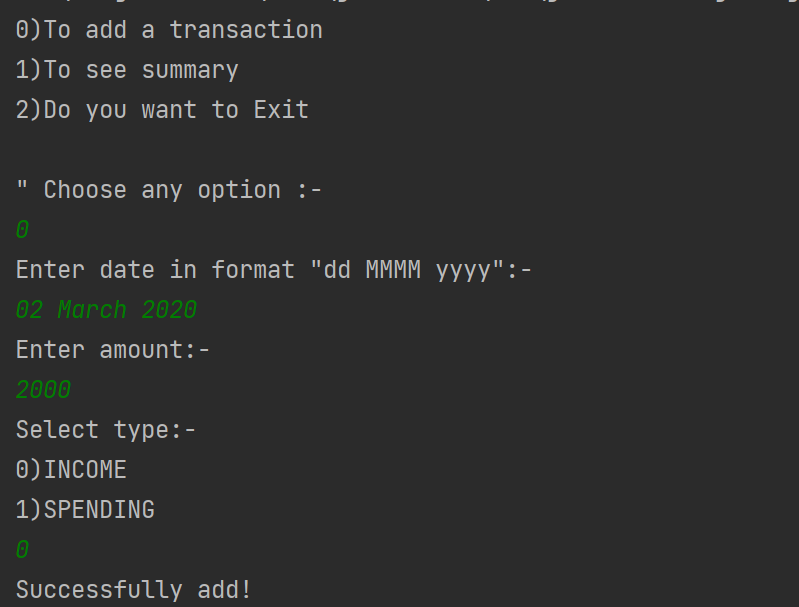 0)To add a transaction
1)To see summary
2)Do you want to Exit
" Choose any option :-
0
Enter date in format "dd MMMM yyyy":-
02 March 2020
Enter amount:-
2000
Select type:-
0)INCOME
1)SPENDING
0
Successfully add!